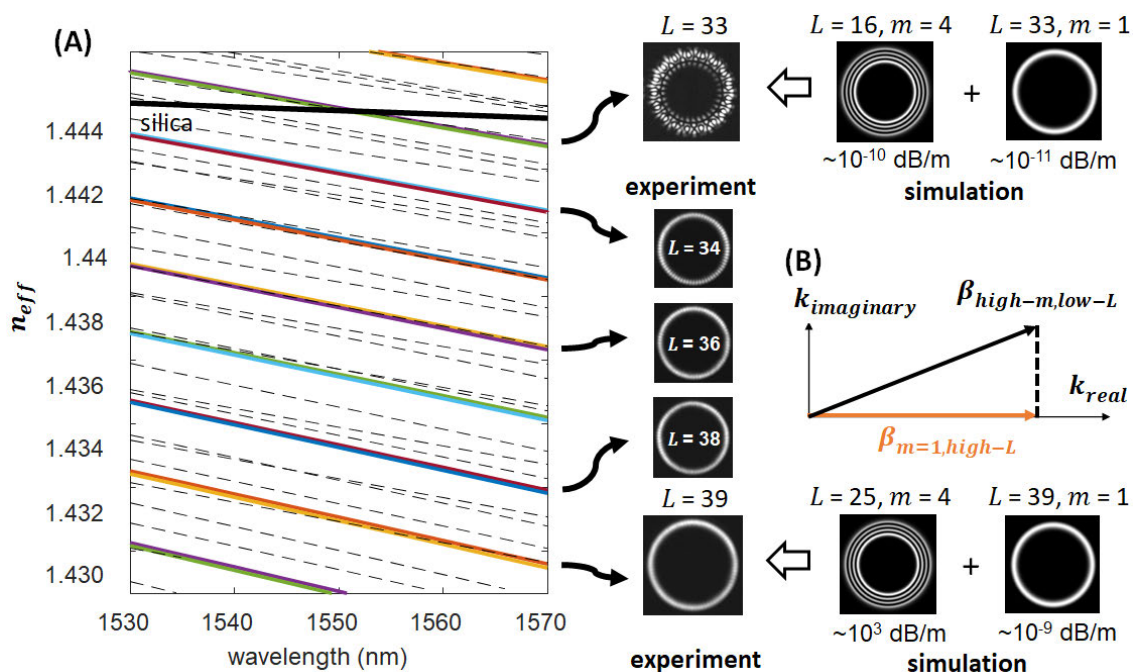 (A)
1.444
1.442
1.44
1.438
1.436
1.434
1.432
1.430
n_eff
silica
1530 1540 1550 1560 1570
wavelength (nm)
L = 33
L = 16, m = 4
L = 33, m = 1
+
~10^-10 dB/m
~10^-11 dB/m
experiment
simulation
L = 34
L = 36
L = 38
(B)
k_imaginary
β_high−m,low−L
k_real
β_m=1,high−L
L = 39
L = 25, m = 4
L = 39, m = 1
+
~10^3 dB/m
~10^-9 dB/m
experiment
simulation